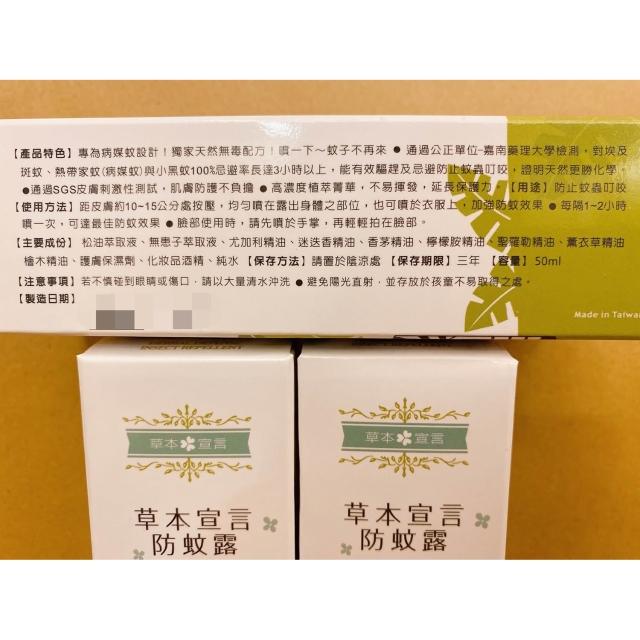 【產品特色】專為病媒蚊設計！獨家天然無毒配方！噴一下～蚊子不再來 ● 通過公正單位–嘉南藥理大學檢測，對埃及
斑蚊、熱帶家蚊(病媒蚊)與小黑蚊100%忌避率長達3小時以上，能有效驅趕及忌避防止蚊蟲叮咬，證明天然更勝化學。
●通過SGS皮膚刺激性測試，肌膚防護不負擔 ● 高濃度植萃菁華，不易揮發，延長保護力。【用途】防止蚊蟲叮咬
【使用方法】距皮膚約10~15公分處按壓，均勻噴在露出身體之部位，也可噴於衣服上，加強防蚊效果 ● 每隔1~2小時
噴一次，可達最佳防蚊效果 ● 臉部使用時，請先噴於手掌，再輕輕拍在臉部。
【主要成份】松油萃取液、無患子萃取液、尤加利精油、迷迭香精油、香茅精油、檸檬胺精油、聖羅勒精油、薰衣草精油
檜木精油、護膚保濕劑、化妝品酒精、純水【保存方法】請置於陰涼處【保存期限】三年【容量】50ml
【注意事項】若不慎碰到眼睛或傷口，請以大量清水沖洗 ● 避免陽光直射，並存放於孩童不易取得之處。
【製造日期】
Made in Taiwan
INSECT REPELLENT
草本宣言
草本宣言
防蚊露
草本宣言
草本宣言
防蚊露